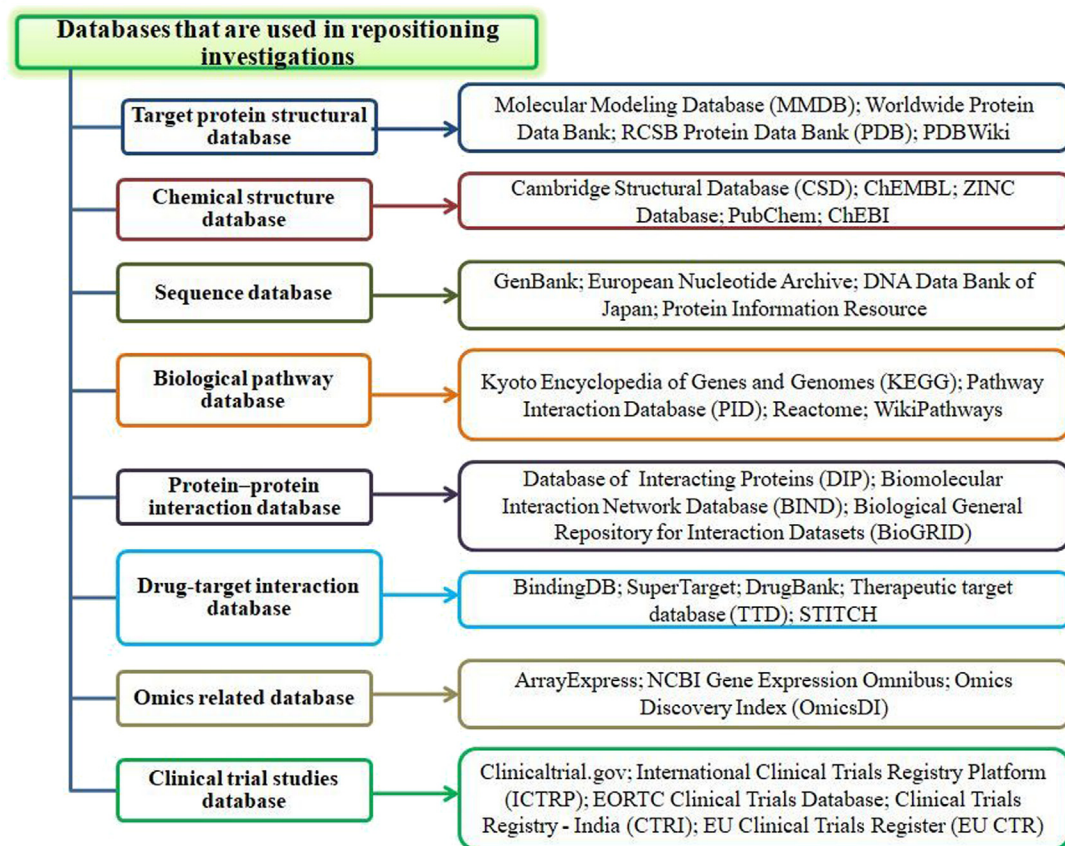 Databases that are used in repositioning
investigations
Target protein structural
database
Molecular Modeling Database (MMDB); Worldwide Protein
Data Bank; RCSB Protein Data Bank (PDB); PDBWiki
Chemical structure
database
Cambridge Structural Database (CSD); ChEMBL; ZINC
Database; PubChem; ChEBI
Sequence database
GenBank; European Nucleotide Archive; DNA Data Bank of
Japan; Protein Information Resource
Biological pathway
database
Kyoto Encyclopedia of Genes and Genomes (KEGG); Pathway
Interaction Database (PID); Reactome; WikiPathways
Protein–protein
interaction database
Database of Interacting Proteins (DIP); Biomolecular
Interaction Network Database (BIND); Biological General
Repository for Interaction Datasets (BioGRID)
Drug-target interaction
database
BindingDB; SuperTarget; DrugBank; Therapeutic target
database (TTD); STITCH
Omics related database
ArrayExpress; NCBI Gene Expression Omnibus; Omics
Discovery Index (OmicsDI)
Clinical trial studies
database
Clinicaltrial.gov; International Clinical Trials Registry Platform
(ICTRP); EORTC Clinical Trials Database; Clinical Trials
Registry - India (CTRI); EU Clinical Trials Register (EU CTR)